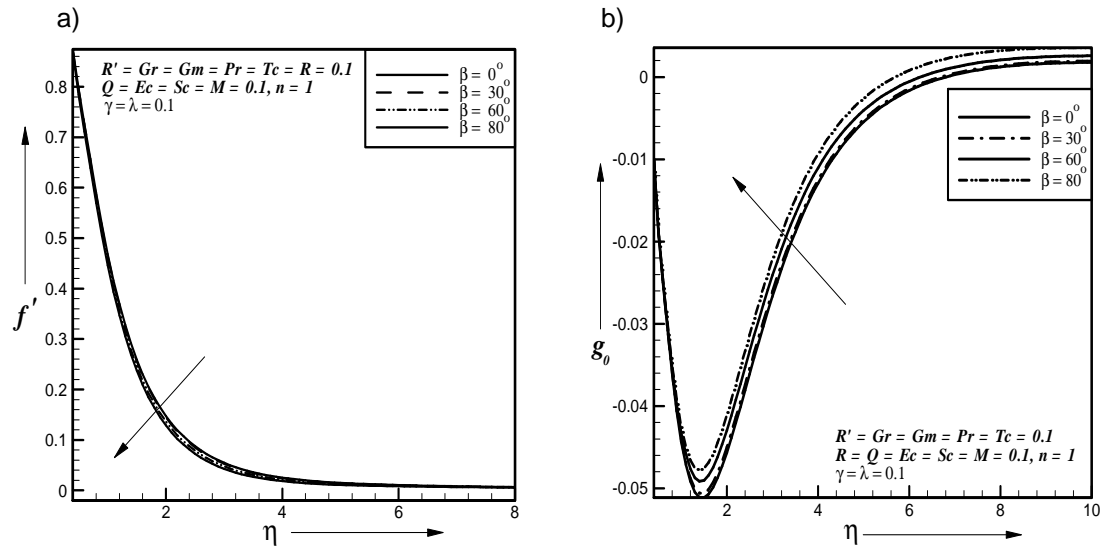 a)
R' = Gr = Gm = Pr = Tc = R = 0.1
Q = Ec = Sc = M = 0.1, n = 1
γ = λ = 0.1
β = 0°
β = 30°
β = 60°
β = 80°
0.8
0.7
0.6
0.5
0.4
0.3
0.2
0.1
0
f'
2
4
6
8
η
b)
β = 0°
β = 30°
β = 60°
β = 80°
0
-0.01
-0.02
-0.03
-0.04
-0.05
g₀
R' = Gr = Gm = Pr = Tc = 0.1
R = Q = Ec = Sc = M = 0.1, n = 1
γ = λ = 0.1
2
4
6
8
10
η